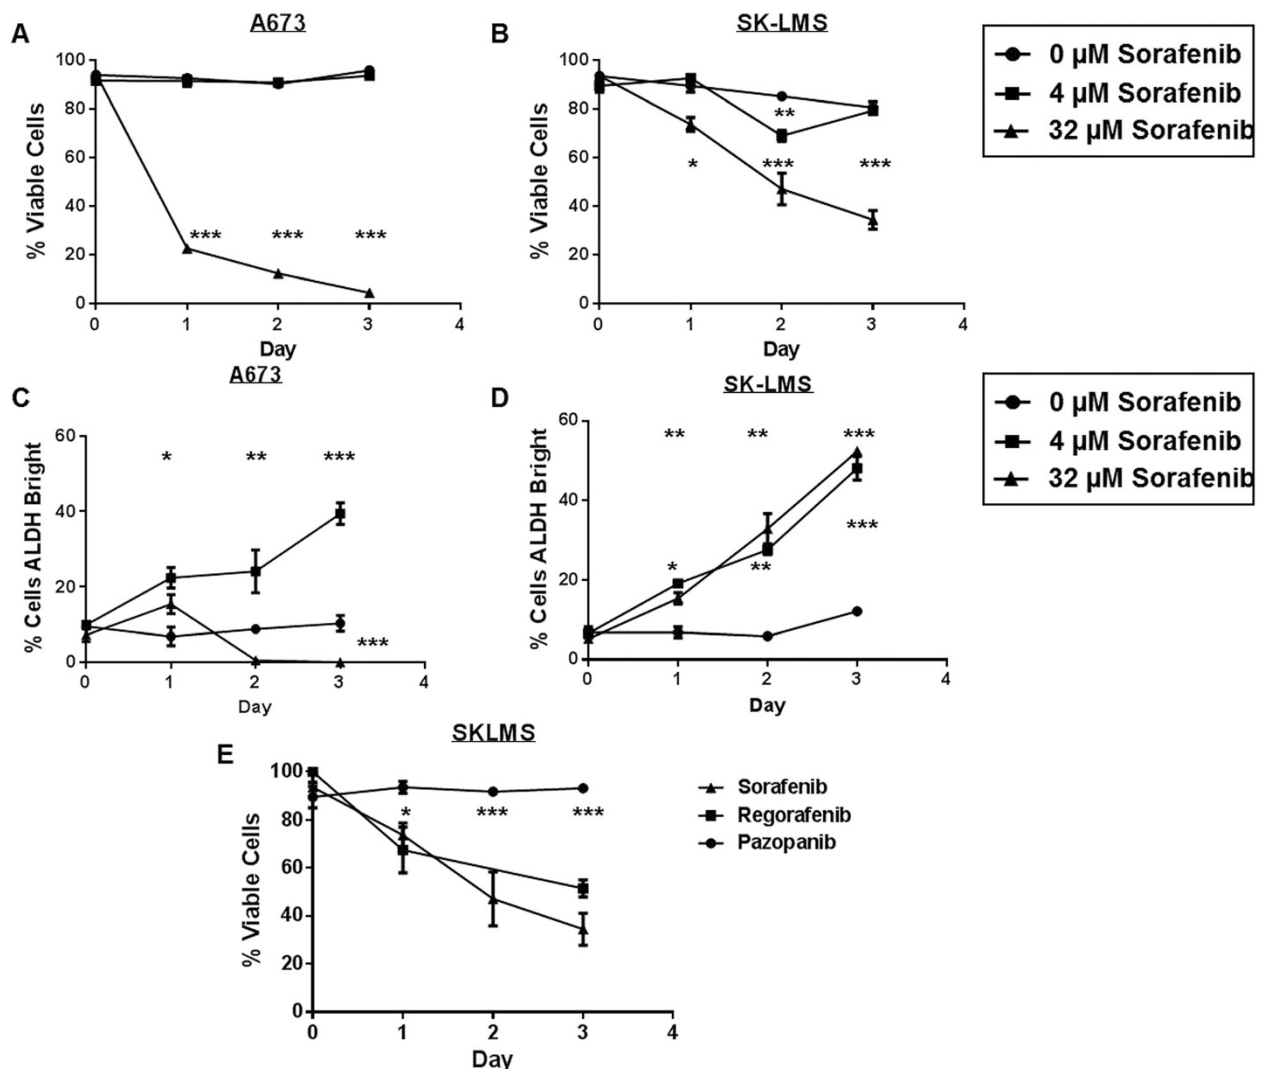 A
A673
% Viable Cells
100
80
60
40
20
0
*** *** ***
0 1 2 3 4
Day
B
SK-LMS
% Viable Cells
100
80
60
40
20
0
**
* *** ***
0 1 2 3 4
Day
0 µM Sorafenib
4 µM Sorafenib
32 µM Sorafenib
C
A673
% Cells ALDH Bright
60
40
20
0
* ** ***
***
0 1 2 3 4
Day
D
SK-LMS
% Cells ALDH Bright
60
40
20
0
** ** ***
***
* **
0 1 2 3 4
Day
0 µM Sorafenib
4 µM Sorafenib
32 µM Sorafenib
E
SKLMS
% Viable Cells
100
80
60
40
20
0
* *** ***
0 1 2 3 4
Day
Sorafenib
Regorafenib
Pazopanib